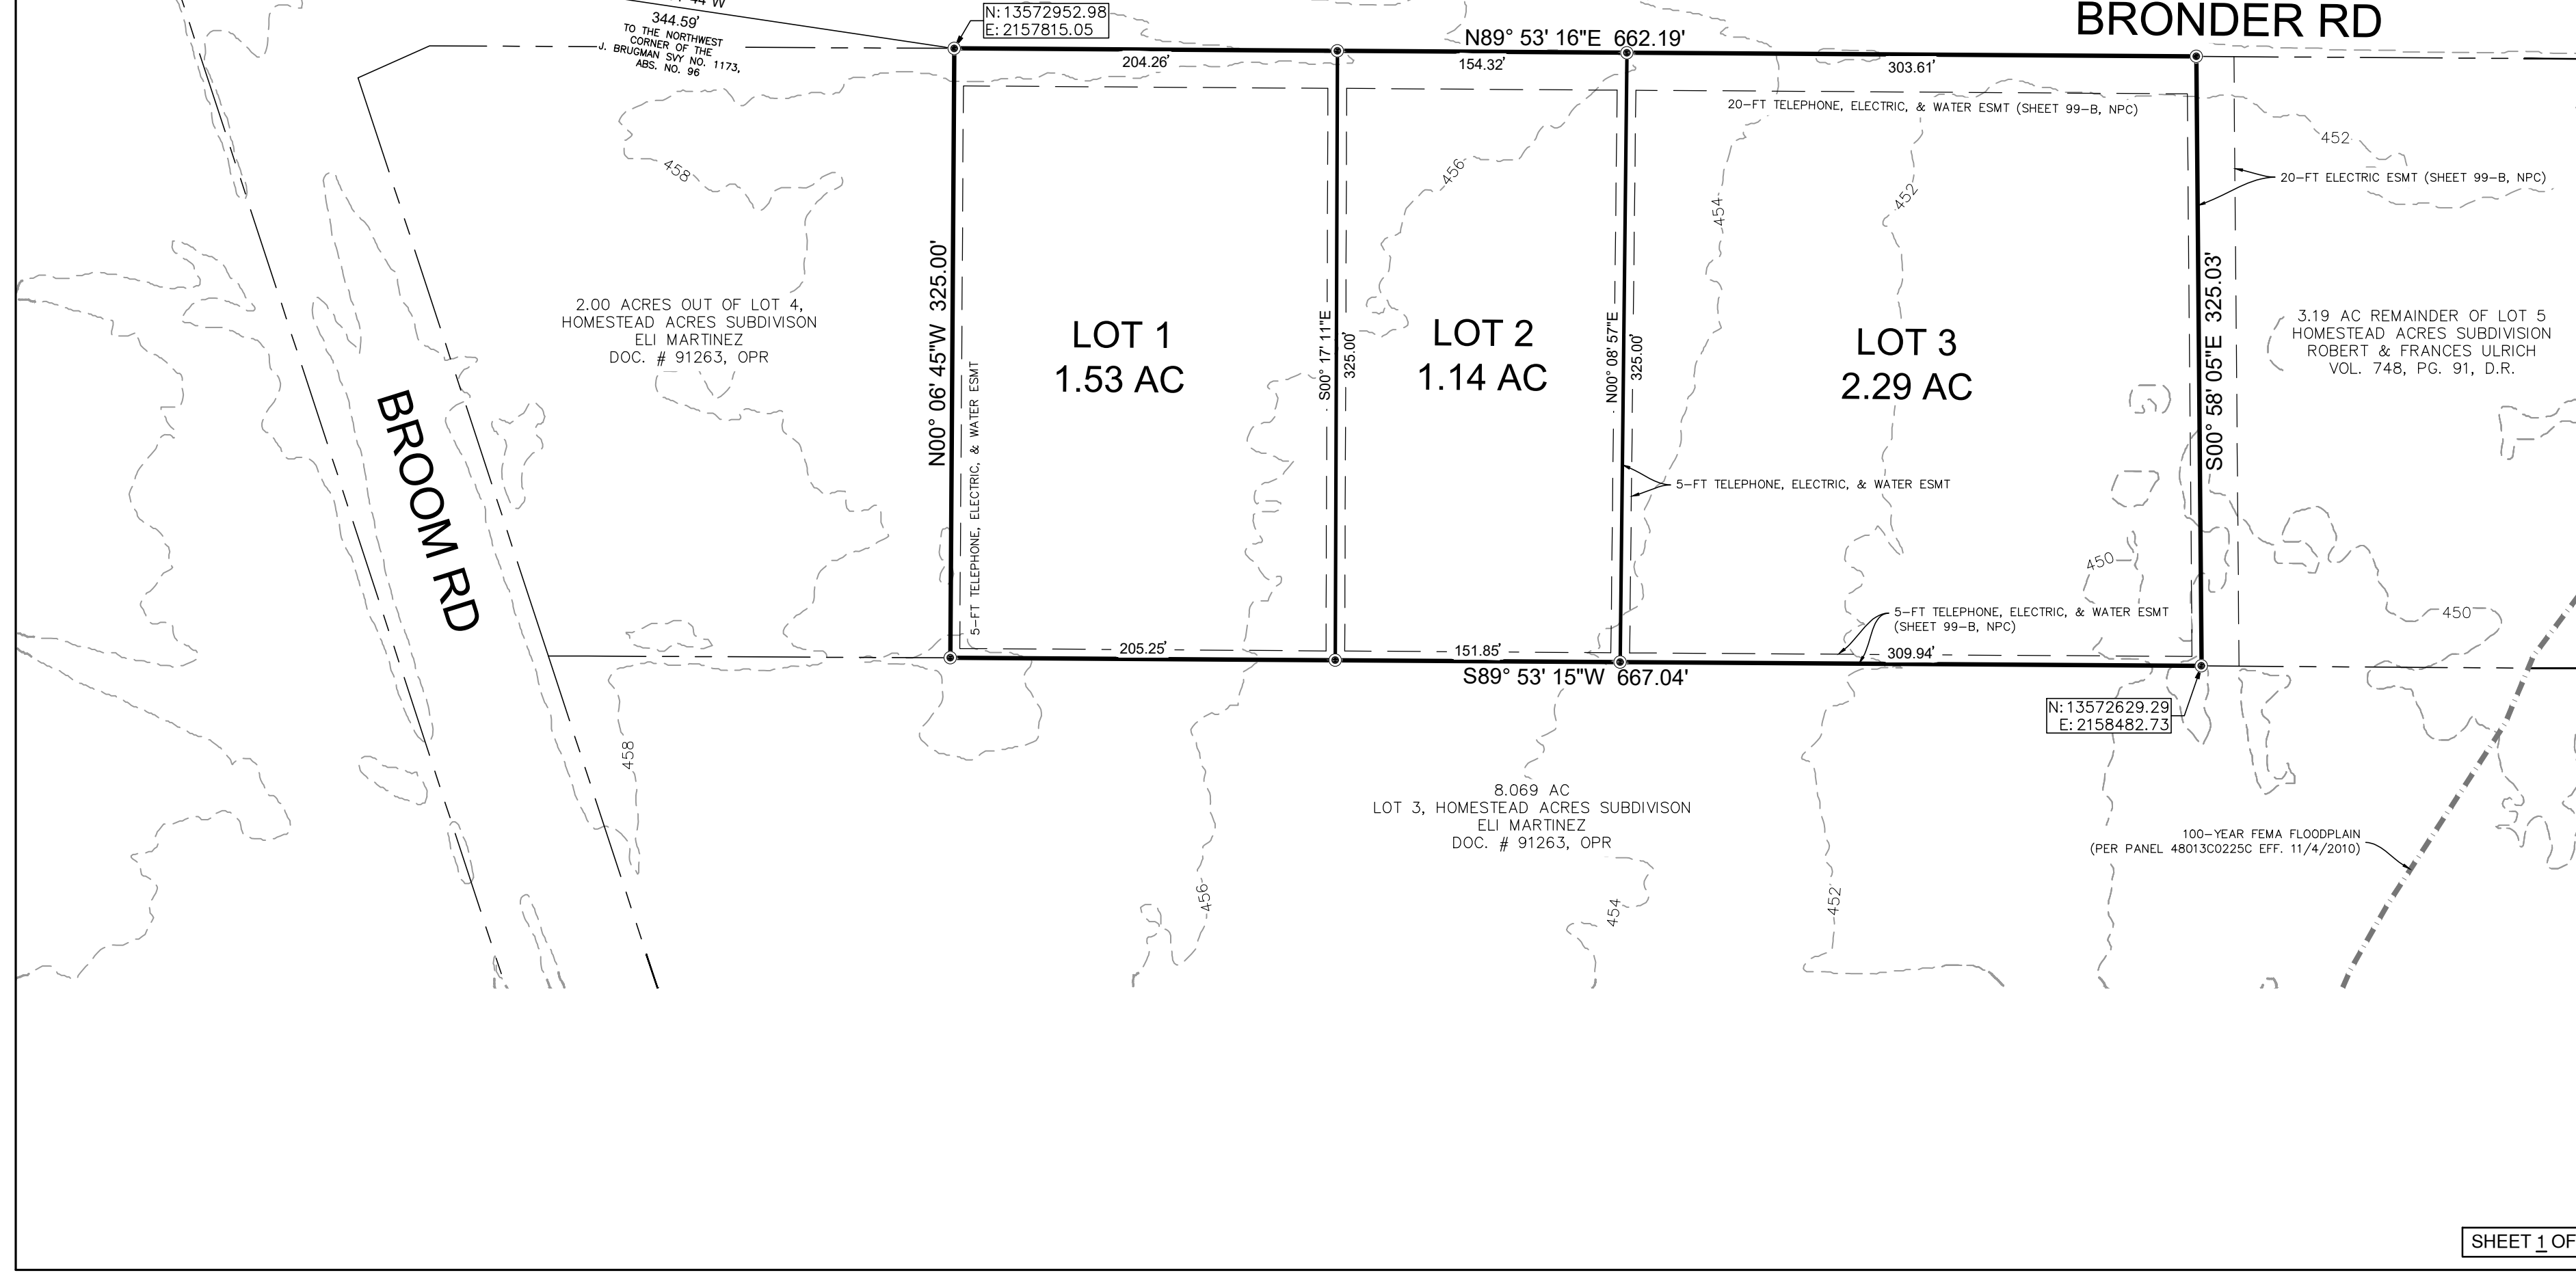 344.59'
TO THE NORTHWEST
CORNER OF THE
J. BRUGMAN SVY NO. 1173,
ABS. NO. 96
N: 13572952.98
E: 2157815.05
N89° 53' 16"E 662.19'
BRONDER RD
204.26'
154.32'
303.61'
20-FT TELEPHONE, ELECTRIC, & WATER ESMT (SHEET 99-B, NPC)
452
458
456
454
452
20-FT ELECTRIC ESMT (SHEET 99-B, NPC)
N00° 06' 45"W 325.00'
2.00 ACRES OUT OF LOT 4,
HOMESTEAD ACRES SUBDIVISON
ELI MARTINEZ
DOC. # 91263, OPR
LOT 1
1.53 AC
S00° 17' 11"E
325.00'
LOT 2
1.14 AC
N00° 08' 57"E
325.00'
LOT 3
2.29 AC
S00° 58' 05"E 325.03'
3.19 AC REMAINDER OF LOT 5
HOMESTEAD ACRES SUBDIVISION
ROBERT & FRANCES ULRICH
VOL. 748, PG. 91, D.R.
BROOM RD
5-FT TELEPHONE, ELECTRIC, & WATER ESMT
5-FT TELEPHONE, ELECTRIC, & WATER ESMT
450
5-FT TELEPHONE, ELECTRIC, & WATER ESMT
(SHEET 99-B, NPC)
450
205.25'
151.85'
309.94'
S89° 53' 15"W 667.04'
N: 13572629.29
E: 2158482.73
458
8.069 AC
LOT 3, HOMESTEAD ACRES SUBDIVISON
ELI MARTINEZ
DOC. # 91263, OPR
100-YEAR FEMA FLOODPLAIN
(PER PANEL 48013C0225C EFF. 11/4/2010)
456
454
452
SHEET 1 OF